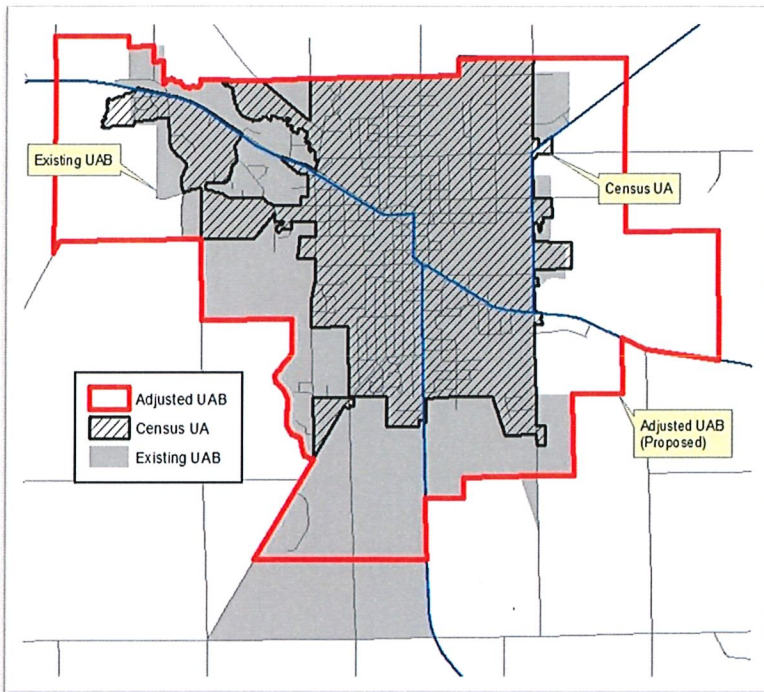 Existing UAB
Census UA
Adjusted UAB
Census UA
Existing UAB
Adjusted UAB
(Proposed)